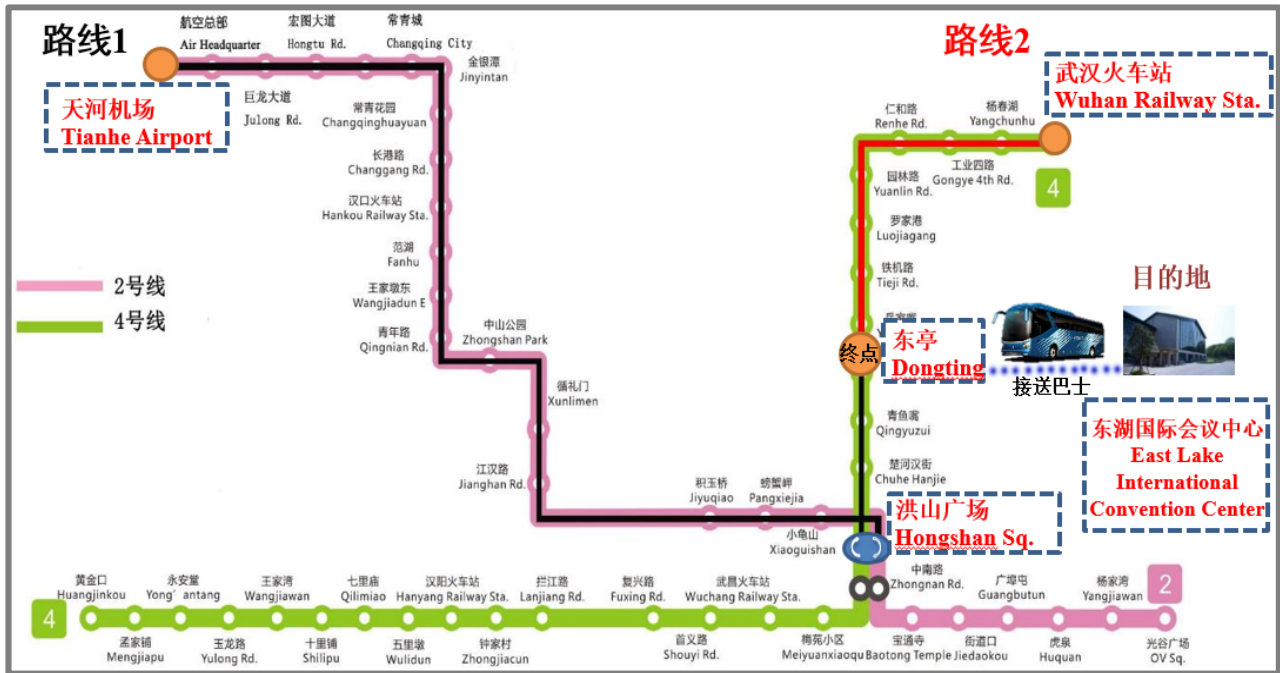 路线1
航空总部
Air Headquarter
宏图大道
Hongtu Rd.
常青城
Changqing City
金银潭
Jinyintan
天河机场
Tianhe Airport
巨龙大道
Julong Rd.
常青花园
Changqinghuayuan
长港路
Changgang Rd.
汉口火车站
Hankou Railway Sta.
范湖
Fanhu
王家墩东
Wangjiadun E
青年路
Qingnian Rd.
中山公园
Zhongshan Park
循礼门
Xunlimen
江汉路
Jianghan Rd.
积玉桥
Jiyuqiao
螃蟹岬
Pangxiejia
小龟山
Xiaoguishan
2号线
4号线
路线2
武汉火车站
Wuhan Railway Sta.
仁和路
Renhe Rd.
杨春湖
Yangchunhu
工业四路
Gongye 4th Rd.
4
园林路
Yuanlin Rd.
罗家港
Luojiagang
铁机路
Tieji Rd.
终点
东亭
Dongting
接送巴士
目的地
东湖国际会议中心
East Lake
International
Convention Center
青鱼嘴
Qingyuzui
楚河汉街
Chuhe Hanjie
洪山广场
Hongshan Sq.
中南路
Zhongnan Rd.
广埠屯
Guangbutun
杨家湾
Yangjiawan
2
4
黄金口
Huangjinkou
永安堂
Yong'antang
王家湾
Wangjiawan
七里庙
Qilimiao
汉阳火车站
Hanyang Railway Sta.
拦江路
Lanjiang Rd.
复兴路
Fuxing Rd.
武昌火车站
Wuchang Railway Sta.
孟家铺
Mengjiapu
玉龙路
Yulong Rd.
十里铺
Shilipu
五里墩
Wulidun
钟家村
Zhongjiacun
首义路
Shouyi Rd.
梅苑小区
Meiyuanxiaoqu
宝通寺
Baotong Temple
街道口
Jiedaokou
虎泉
Huquan
光谷广场
OV Sq.